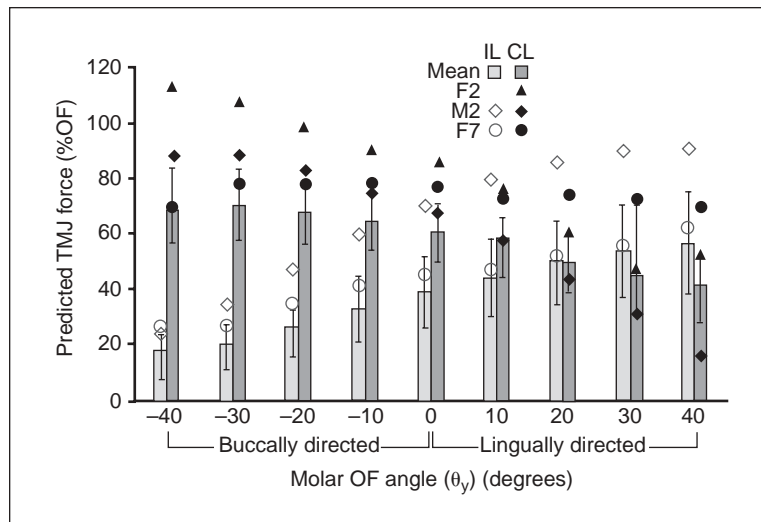 IL CL
Mean
F2
M2
F7
Predicted TMJ force (%OF)
120
100
80
60
40
20
0
–40 –30 –20 –10 0 10 20 30 40
Buccally directed Lingually directed
Molar OF angle (θy) (degrees)